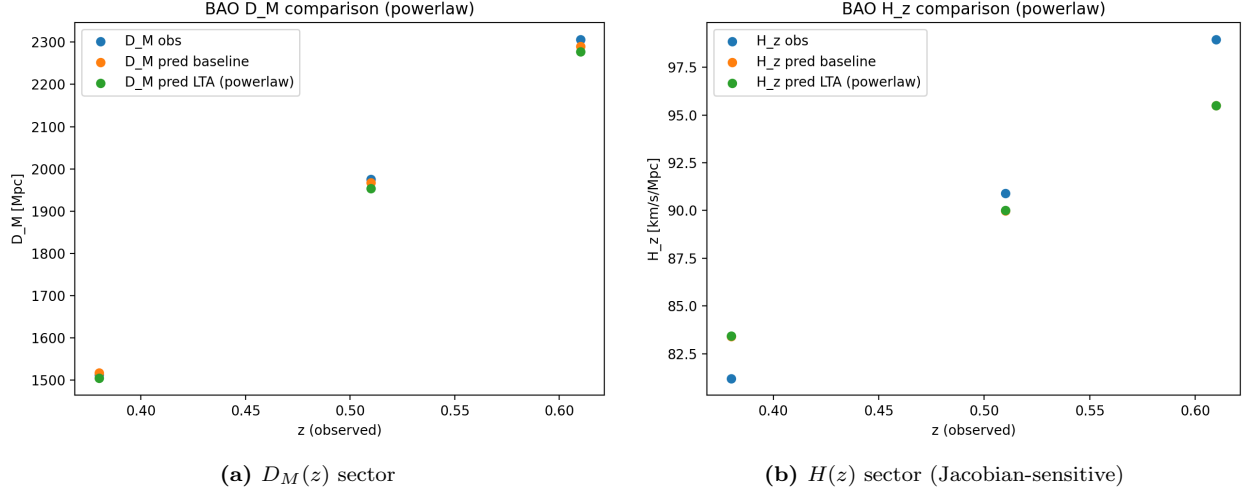 BAO D_M comparison (powerlaw)
D_M obs
D_M pred baseline
D_M pred LTA (powerlaw)
2300
2200
2100
2000
1900
1800
1700
1600
1500
D_M [Mpc]
0.40
0.45
0.50
0.55
0.60
z (observed)
(a) D_M(z) sector
BAO H_z comparison (powerlaw)
H_z obs
H_z pred baseline
H_z pred LTA (powerlaw)
97.5
95.0
92.5
90.0
87.5
85.0
82.5
H_z [km/s/Mpc]
0.40
0.45
0.50
0.55
0.60
z (observed)
(b) H(z) sector (Jacobian-sensitive)